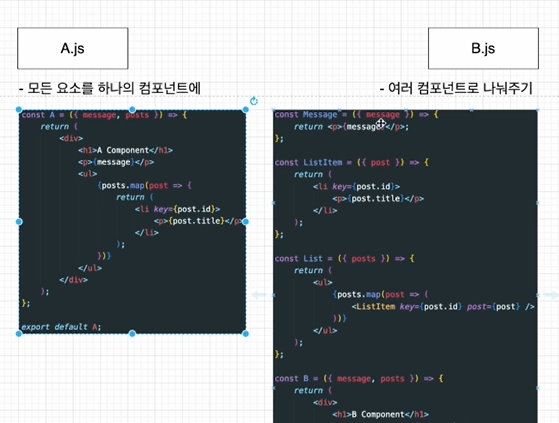 A.js
- 모든 요소를 하나의 컴포넌트에
const A = ({ message, posts }) => {
return (
<div>
<h1>A Component</h1>
<p>{message}</p>
<ul>
{posts.map(post => {
return (
<li key={post.id}>
<p>{post.title}</p>
</li>
);
})}
</ul>
</div>
);
};
export default A;
B.js
- 여러 컴포넌트로 나눠주기
const Message = ({ message }) => {
return <p>{message}</p>;
};
const ListItem = ({ post }) => {
return (
<li key={post.id}>
<p>{post.title}</p>
</li>
);
};
const List = ({ posts }) => {
return (
<ul>
{posts.map(post => (
<ListItem key={post.id} post={post} />
))}
</ul>
);
};
const B = ({ message, posts }) => {
return (
<div>
<h1>B Component</h1>